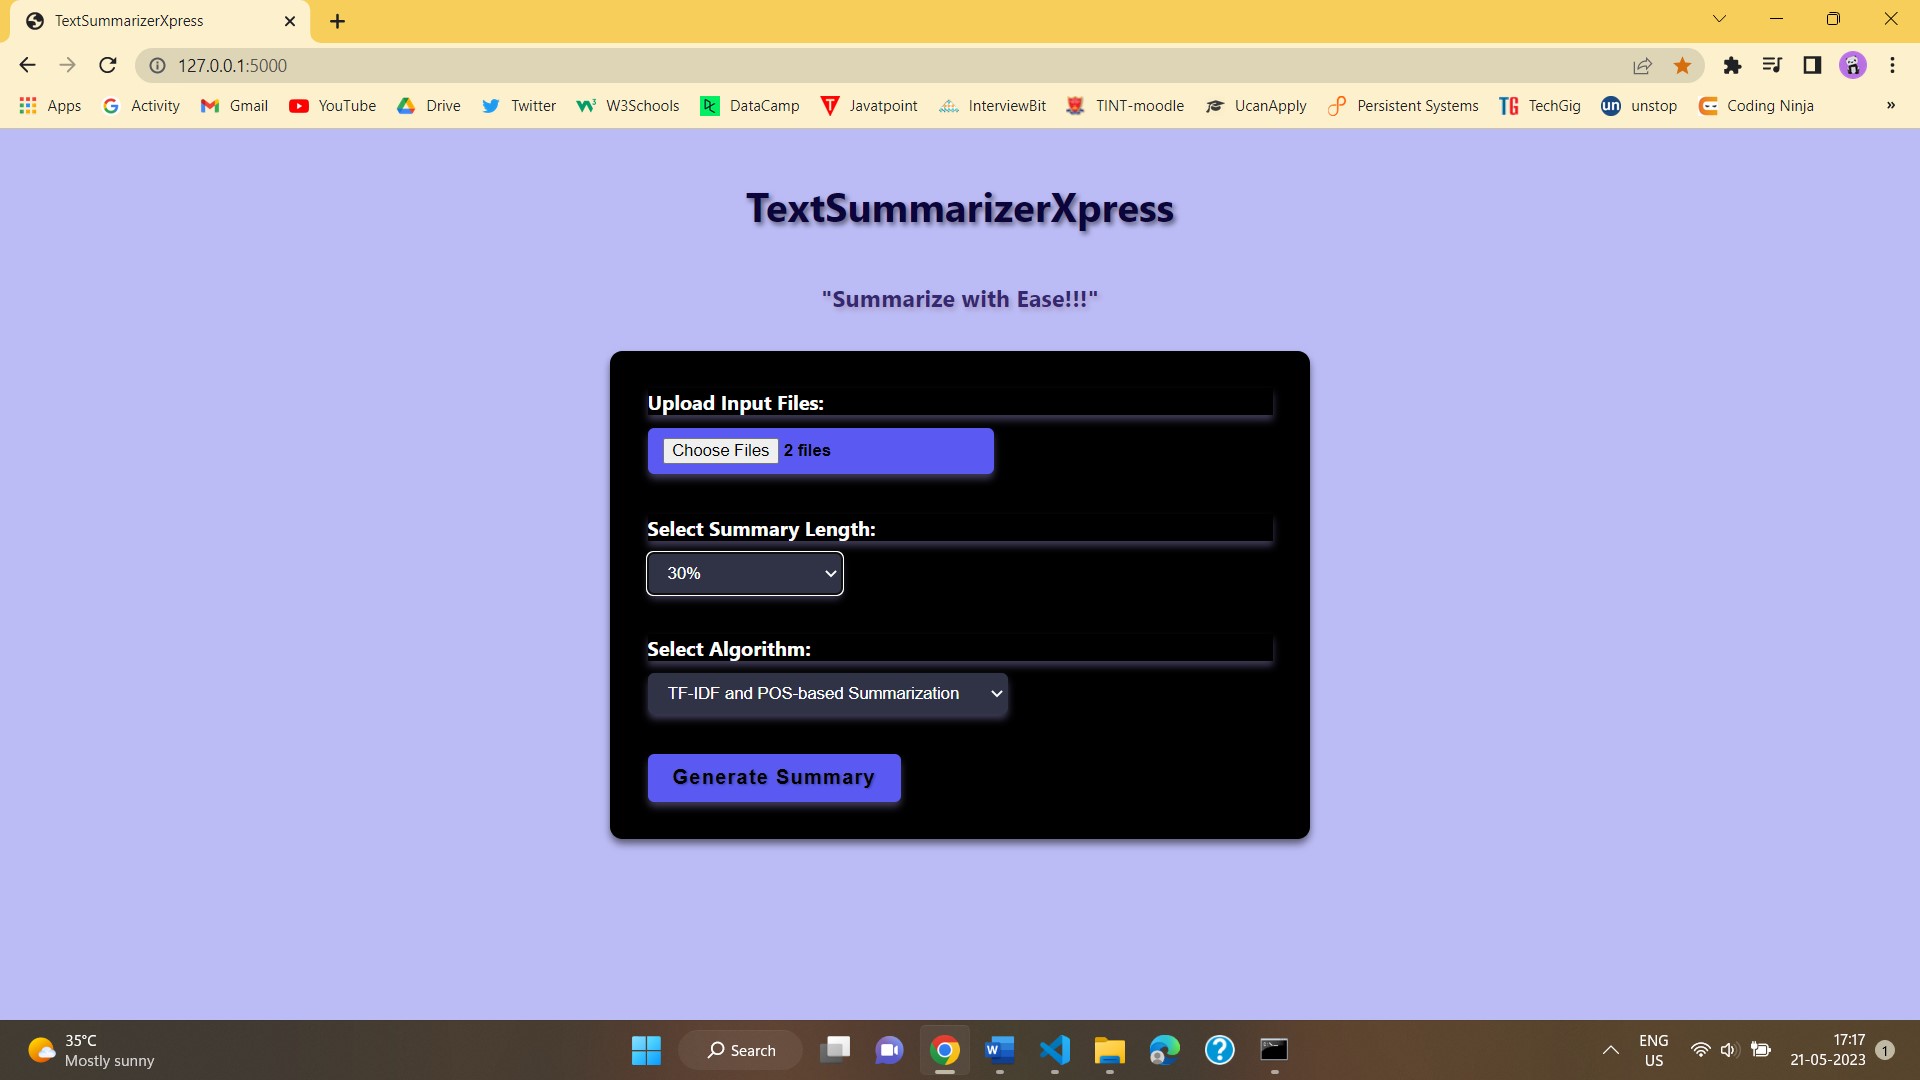 TextSummarizerXpress
127.0.0.1:5000
Apps Activity Gmail YouTube Drive Twitter W3Schools DataCamp Javatpoint InterviewBit TINT-moodle UcanApply Persistent Systems TechGig unstop Coding Ninja »
TextSummarizerXpress
"Summarize with Ease!!!"
Upload Input Files:
Choose Files 2 files
Select Summary Length:
30%
Select Algorithm:
TF-IDF and POS-based Summarization
Generate Summary
35°C
Mostly sunny
Search
ENG
US
17:17
21-05-2023
1